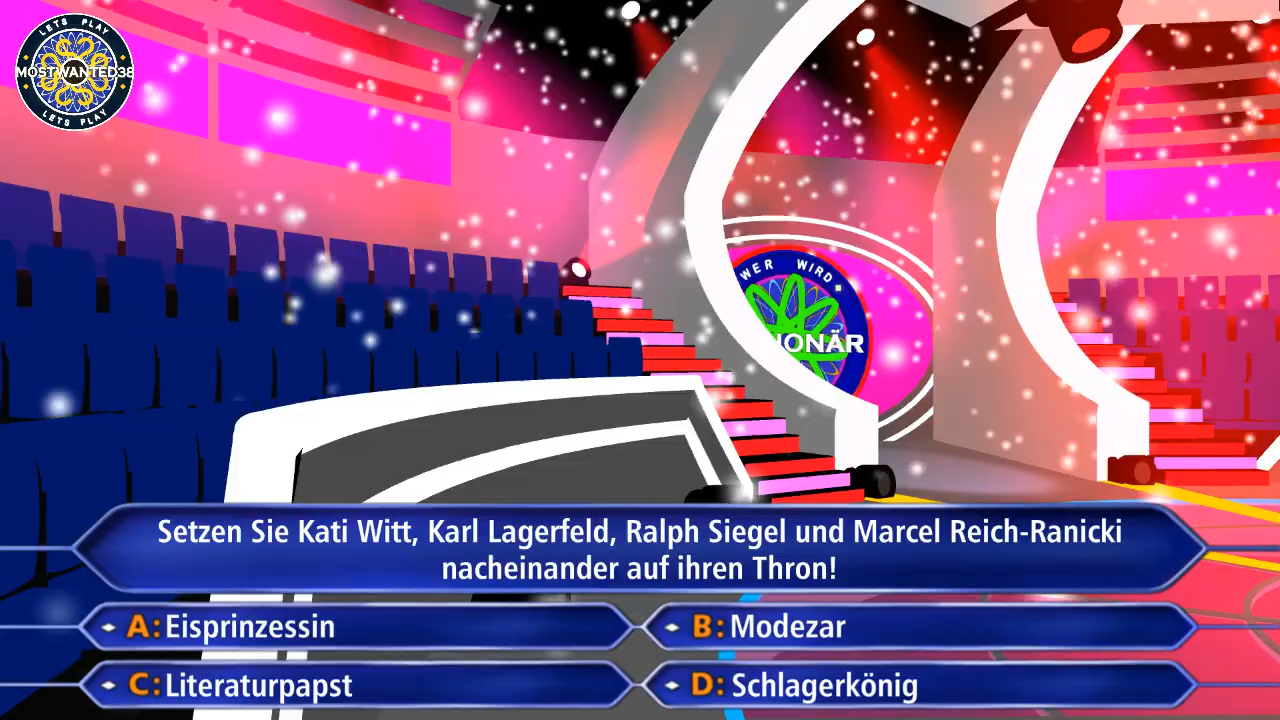 LETS PLAY
MOSTWANTED38
LETS PLAY
WER WIRD
Setzen Sie Kati Witt, Karl Lagerfeld, Ralph Siegel und Marcel Reich-Ranicki
nacheinander auf ihren Thron!
A: Eisprinzessin
B: Modezar
C: Literaturpapst
D: Schlagerkönig